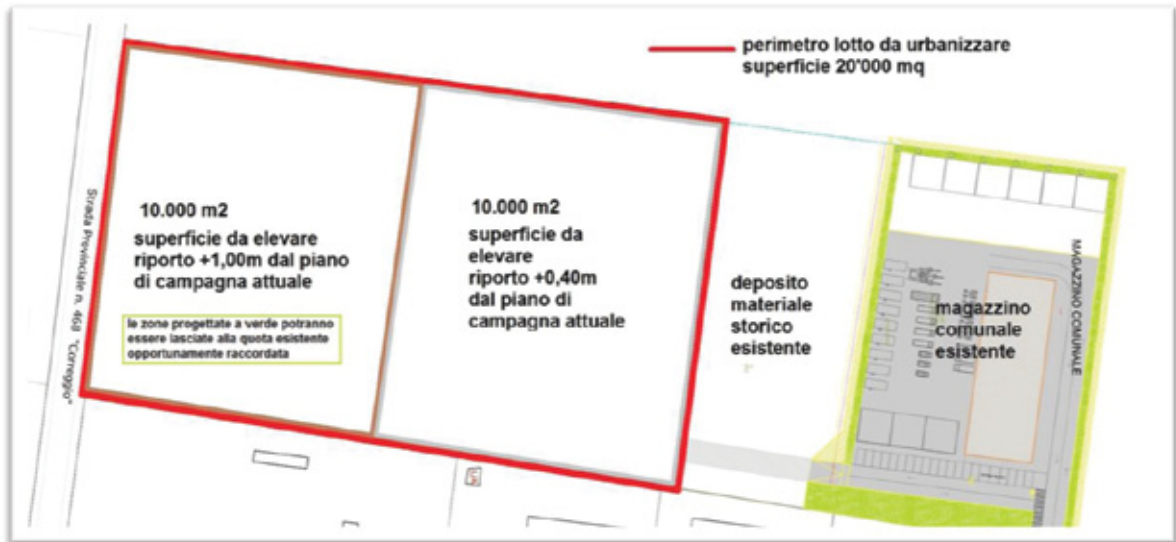 perimetro lotto da urbanizzare
superficie 20'000 mq
Strada Provinciale n. 468 "Correggio"
10.000 m2
superficie da elevare
riporto +1,00m dal piano
di campagna attuale
le zone progettate a verde potranno
essere lasciate alla quota esistente
opportunamente raccordata
10.000 m2
superficie da
elevare
riporto +0,40m
dal piano di
campagna attuale
deposito
materiale
storico
esistente
magazzino
comunale
esistente
MAGAZZINO COMUNALE